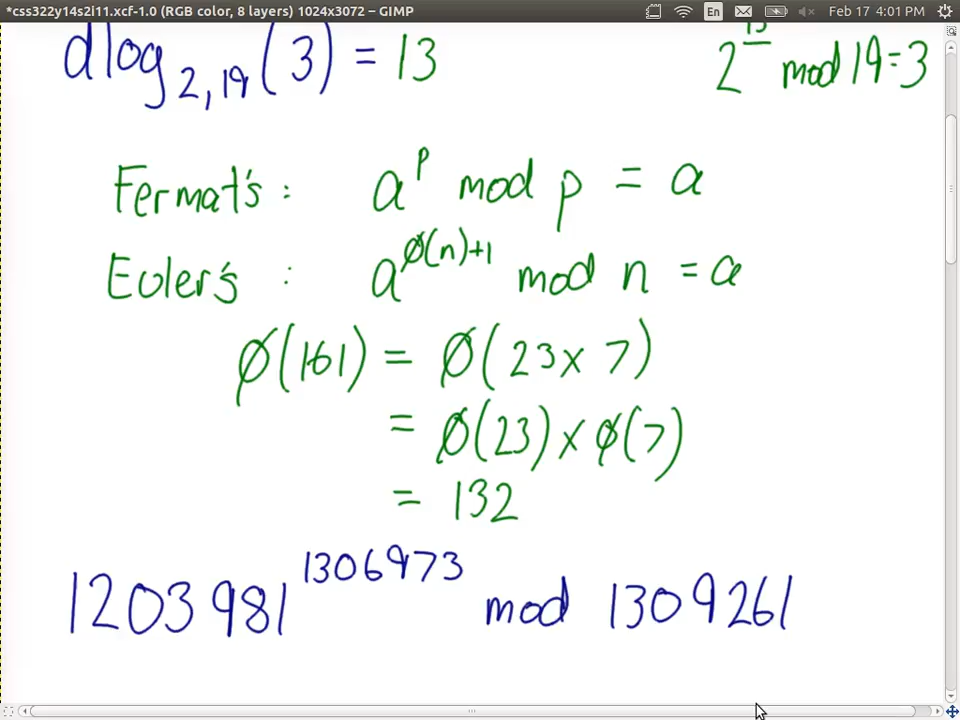 *css322y14s2i11.xcf-1.0 (RGB color, 8 layers) 1024x3072 – GIMP En Feb 17 4:01 PM
dlog2,19(3) = 13 2^13 mod 19 = 3
Fermat's : a^p mod p = a
Euler's : a^ø(n)+1 mod n = a
ø(161) = ø(23 x 7)
= ø(23) x ø(7)
= 132
1203981^1306973 mod 1309261